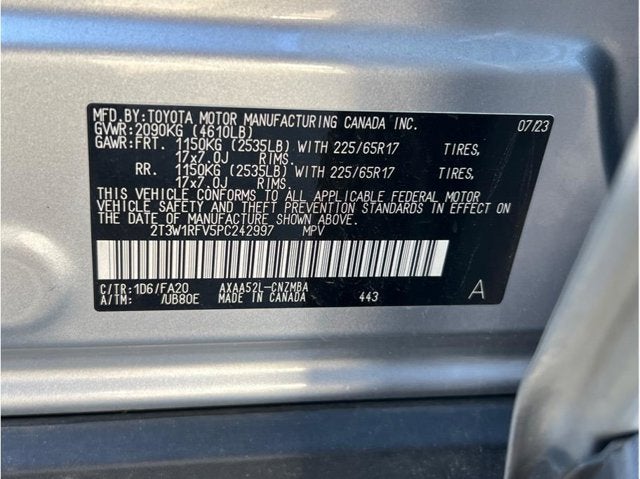 MFD.BY:TOYOTA MOTOR MANUFACTURING CANADA INC. 07/23
GVWR:2090KG (4610LB)
GAWR:FRT. 1150KG (2535LB) WITH 225/65R17 TIRES,
17x7.0J RIMS.
RR. 1150KG (2535LB) WITH 225/65R17 TIRES,
17x7.0J RIMS.
THIS VEHICLE CONFORMS TO ALL APPLICABLE FEDERAL MOTOR
VEHICLE SAFETY AND THEFT PREVENTION STANDARDS IN EFFECT ON
THE DATE OF MANUFACTURE SHOWN ABOVE.
2T3W1RFV5PC242997 MPV
C/TR:1D6/FA20 AXAA52L-CNZMBA
A/TM: /UB80E MADE IN CANADA 443 A